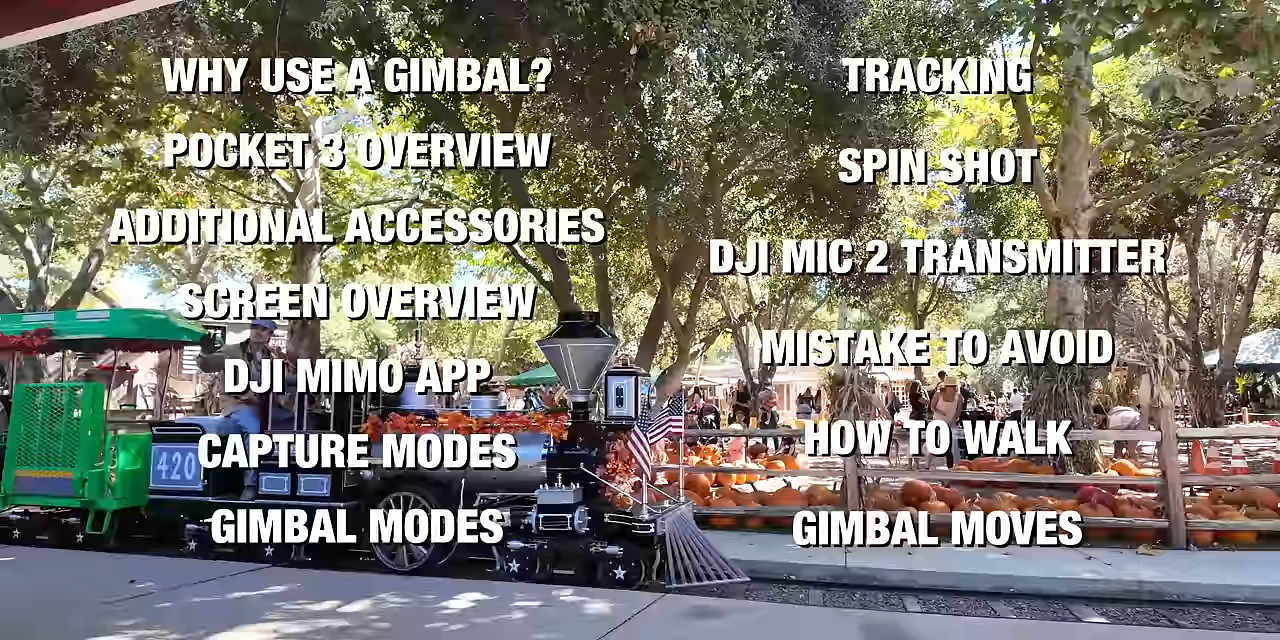 WHY USE A GIMBAL?
POCKET 3 OVERVIEW
ADDITIONAL ACCESSORIES
SCREEN OVERVIEW
DJI MIMO APP
CAPTURE MODES
GIMBAL MODES
TRACKING
SPIN SHOT
DJI MIC 2 TRANSMITTER
MISTAKE TO AVOID
HOW TO WALK
GIMBAL MOVES
420